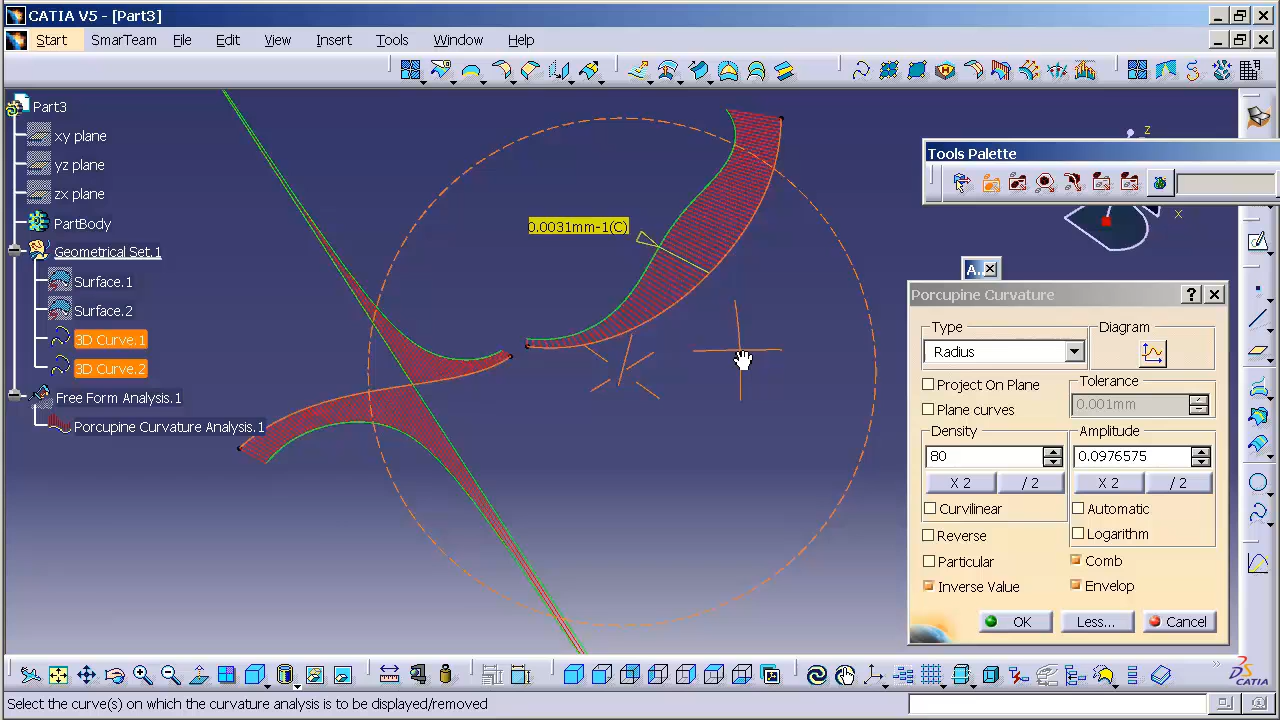 CATIA V5 - [Part3]
Start SmarTeam File Edit View Insert Tools Window Help
Part3
xy plane
yz plane
zx plane
PartBody
Geometrical Set.1
Surface.1
Surface.2
3D Curve.1
3D Curve.2
Free Form Analysis.1
Porcupine Curvature Analysis.1
0.0031mm-1(C)
z
x
Tools Palette
A..
Porcupine Curvature
Type
Radius
Diagram
Project On Plane
Plane curves
Tolerance
0.001mm
Density
80
X 2 / 2
Curvilinear
Amplitude
0.0976575
X 2 / 2
Automatic
Logarithm
Reverse
Particular
Inverse Value
Comb
Envelop
OK Less... Cancel
CATIA
Select the curve(s) on which the curvature analysis is to be displayed/removed